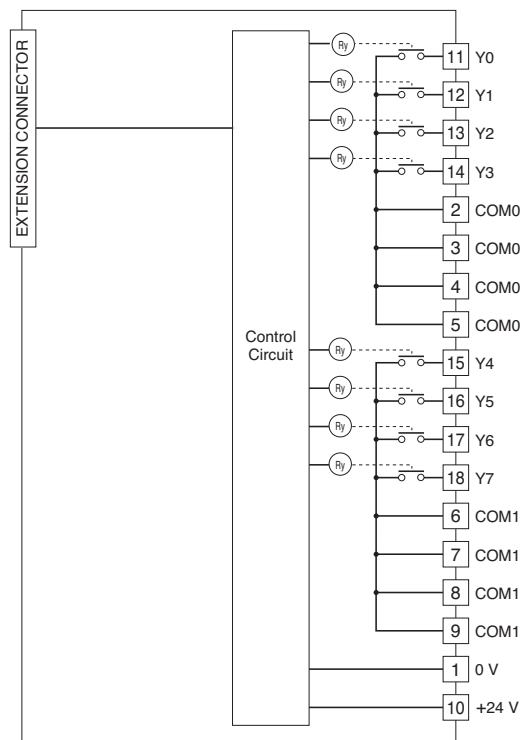 EXTENSION CONNECTOR
Control
Circuit
Ry 11 Y0
Ry 12 Y1
Ry 13 Y2
Ry 14 Y3
2 COM0
3 COM0
4 COM0
5 COM0
Ry 15 Y4
Ry 16 Y5
Ry 17 Y6
Ry 18 Y7
6 COM1
7 COM1
8 COM1
9 COM1
1 0 V
10 +24 V